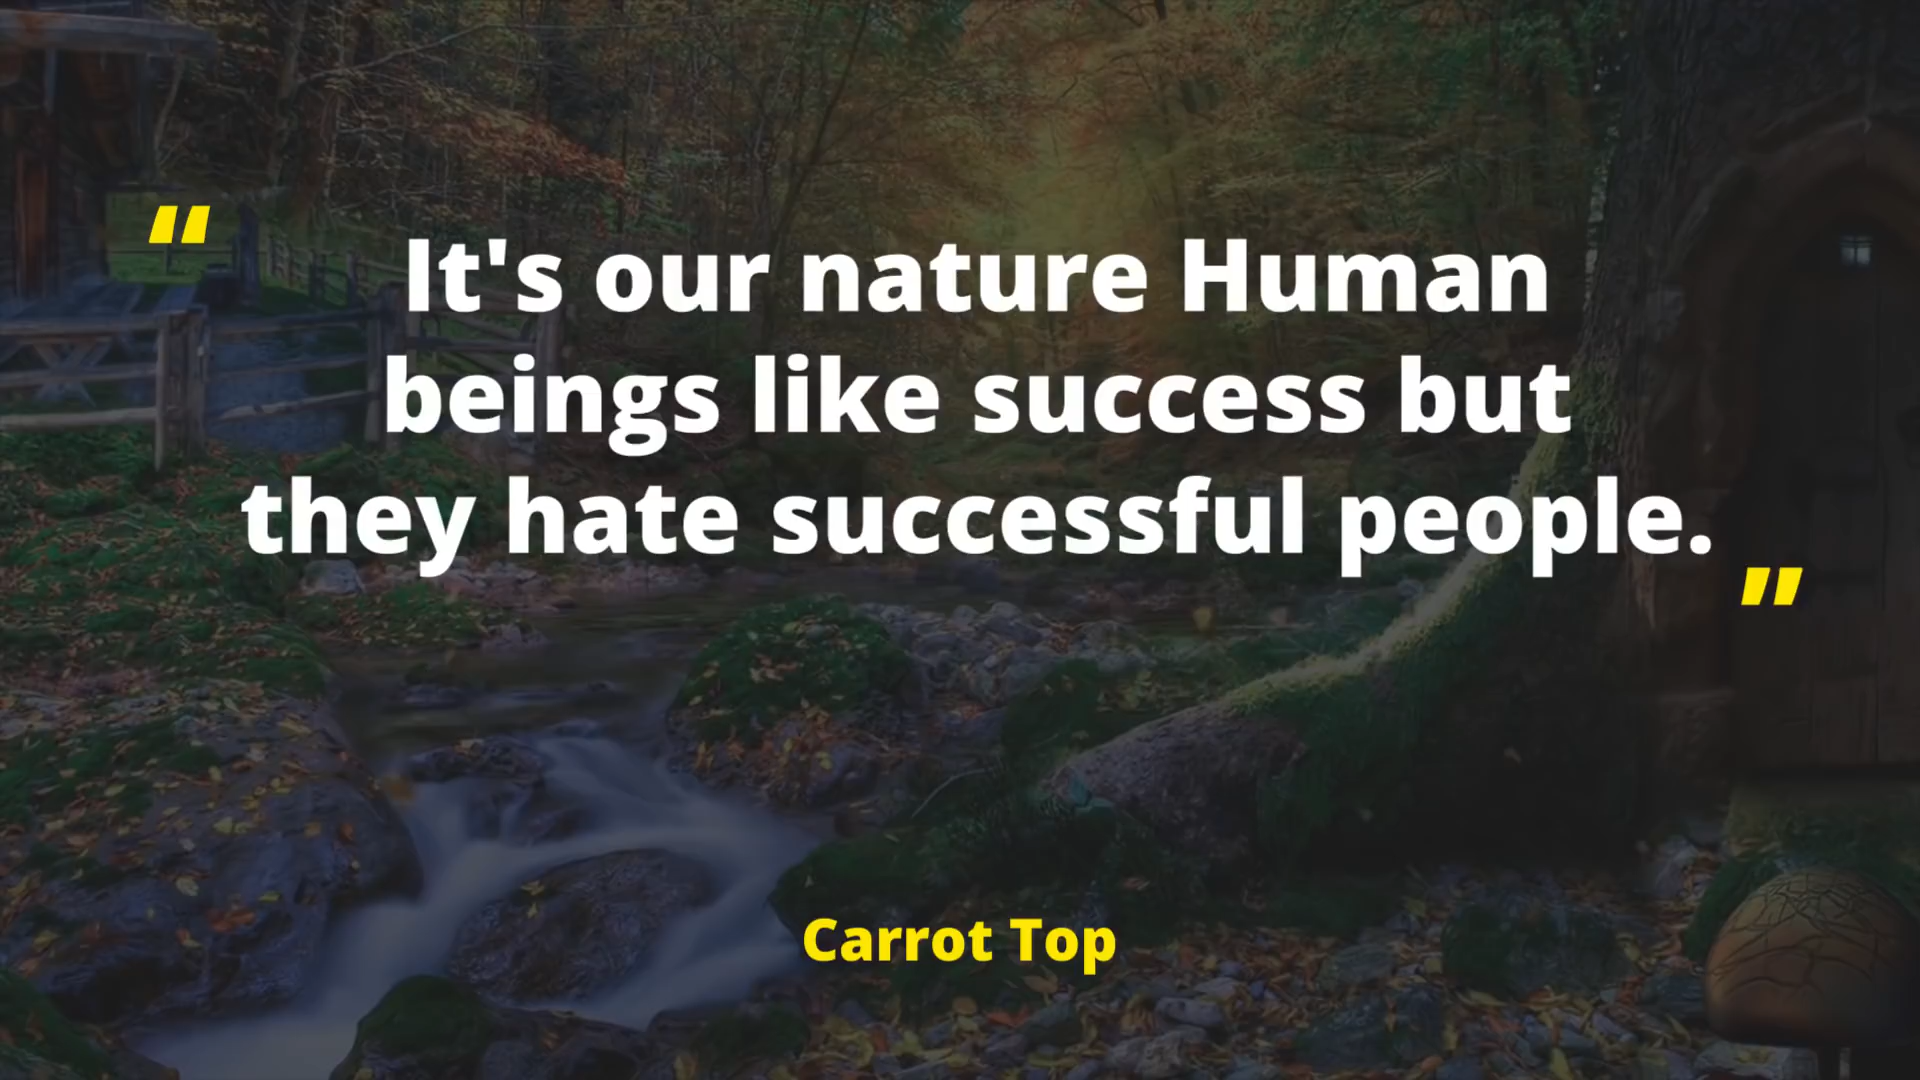 “
It's our nature Human
beings like success but
they hate successful people.
”
Carrot Top